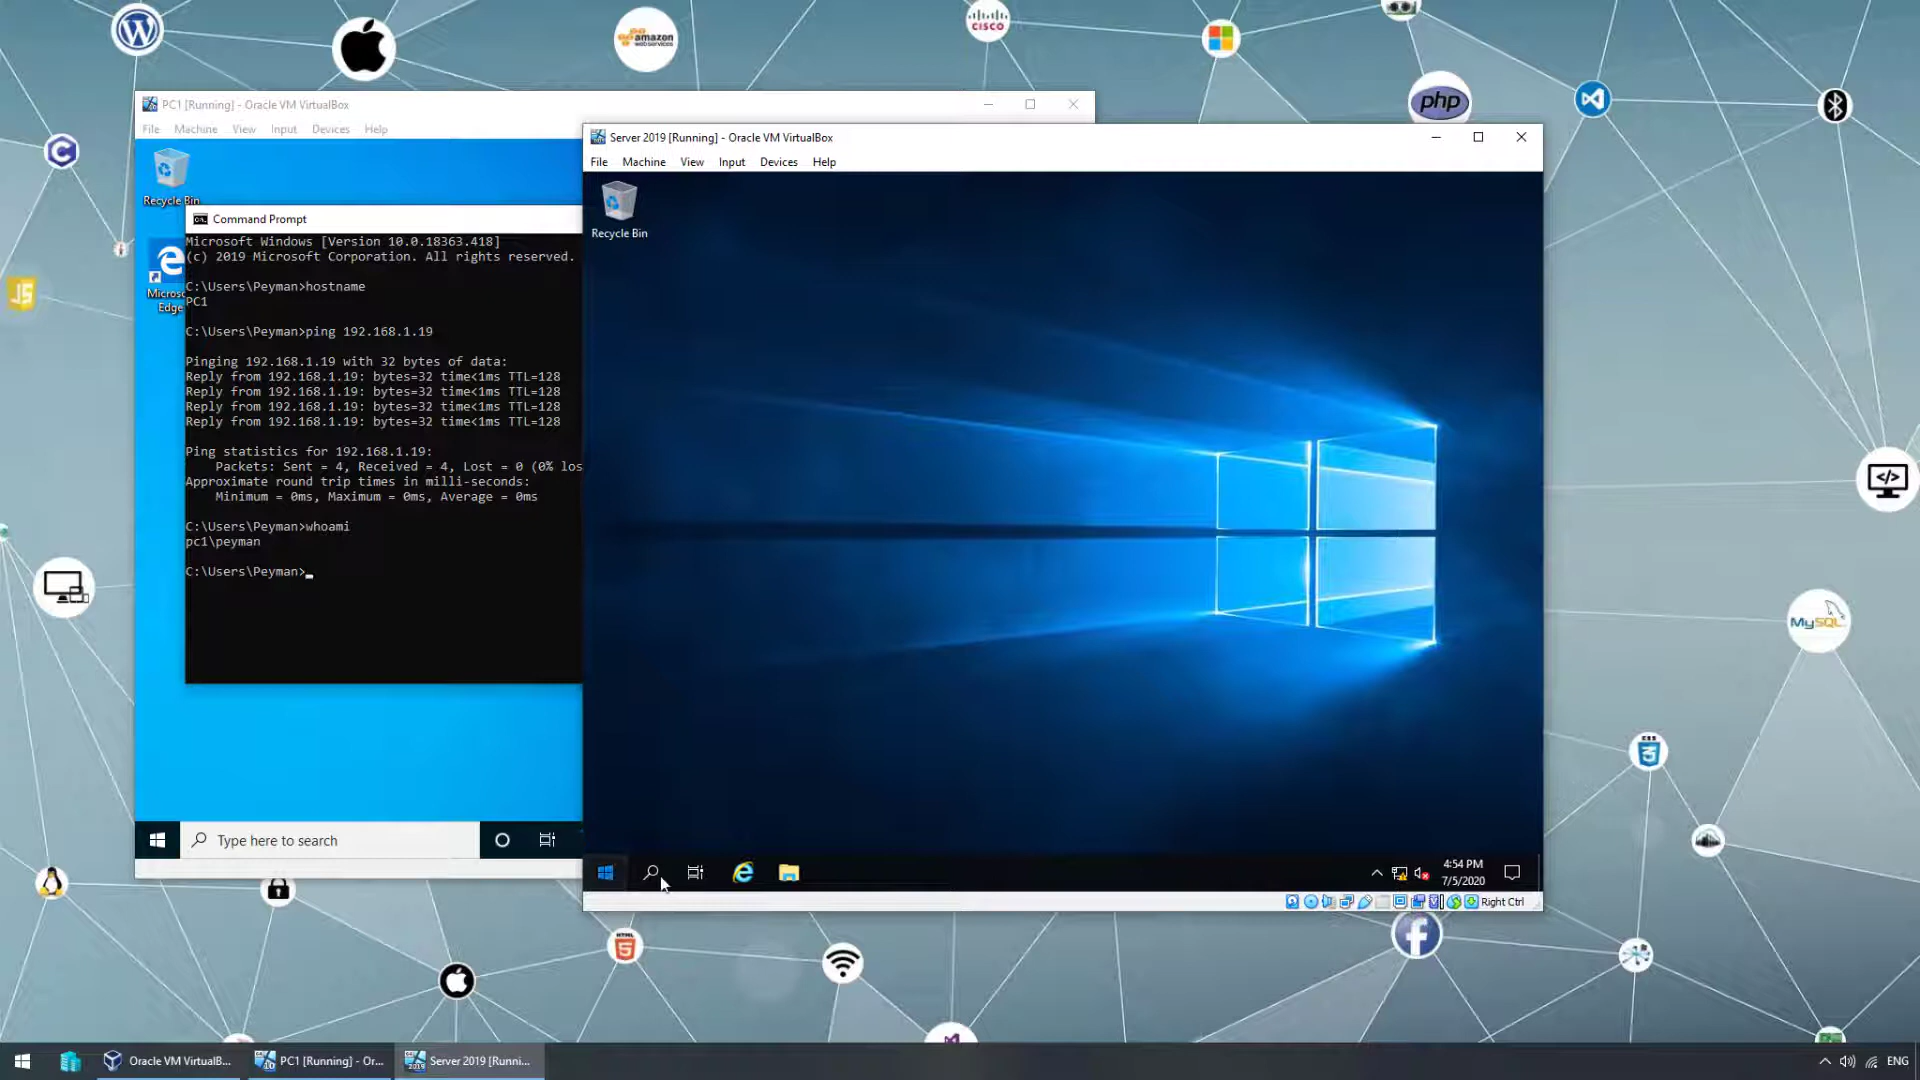 amazon
web services
CISCO
php
PC1 [Running] - Oracle VM VirtualBox
File Machine View Input Devices Help
Recycle Bin
Microso
Edge
Command Prompt
Microsoft Windows [Version 10.0.18363.418]
(c) 2019 Microsoft Corporation. All rights reserved.
C:\Users\Peyman>hostname
PC1
C:\Users\Peyman>ping 192.168.1.19
Pinging 192.168.1.19 with 32 bytes of data:
Reply from 192.168.1.19: bytes=32 time<1ms TTL=128
Reply from 192.168.1.19: bytes=32 time<1ms TTL=128
Reply from 192.168.1.19: bytes=32 time<1ms TTL=128
Reply from 192.168.1.19: bytes=32 time<1ms TTL=128
Ping statistics for 192.168.1.19:
Packets: Sent = 4, Received = 4, Lost = 0 (0% los
Approximate round trip times in milli-seconds:
Minimum = 0ms, Maximum = 0ms, Average = 0ms
C:\Users\Peyman>whoami
pc1\peyman
C:\Users\Peyman>
Type here to search
Server 2019 [Running] - Oracle VM VirtualBox
File Machine View Input Devices Help
Recycle Bin
4:54 PM
7/5/2020
Right Ctrl
JS
C
MySQL
CSS
3
HTML
5
Oracle VM VirtualB...
PC1 [Running] - Or...
Server 2019 [Runni...
ENG